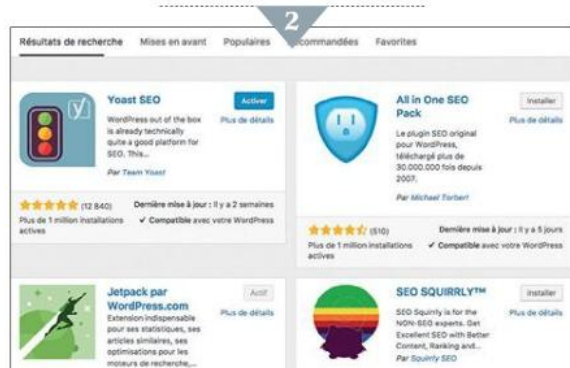 2
Résultats de recherche Mises en avant Populaires Recommandées Favorites
Yoast SEO
Activer
WordPress out of the box
is already technically
quite a good platform for
SEO. This...
Plus de détails
Par Team Yoast
(12 840)
Dernière mise à jour : Il y a 2 semaines
Plus de 1 million installations
actives
✓ Compatible avec votre WordPress
All in One SEO
Pack
Installer
Le plugin SEO original
pour WordPress,
téléchargé plus de
30.000.000 fois depuis
2007.
Plus de détails
Par Michael Torbert
(510)
Dernière mise à jour : Il y a 5 jours
Plus de 1 million installations
actives
✓ Compatible avec votre WordPress
Jetpack par
WordPress.com
Actif
Extension indispensable
pour ses statistiques, ses
articles similaires, ses
optimisations pour les
moteurs de recherche,...
Plus de détails
SEO SQUIRRLY™
Installer
SEO Squirrly is for the
NON-SEO experts. Get
Excellent SEO with Better
Content, Ranking and...
Plus de détails
Par Squirrly SEO